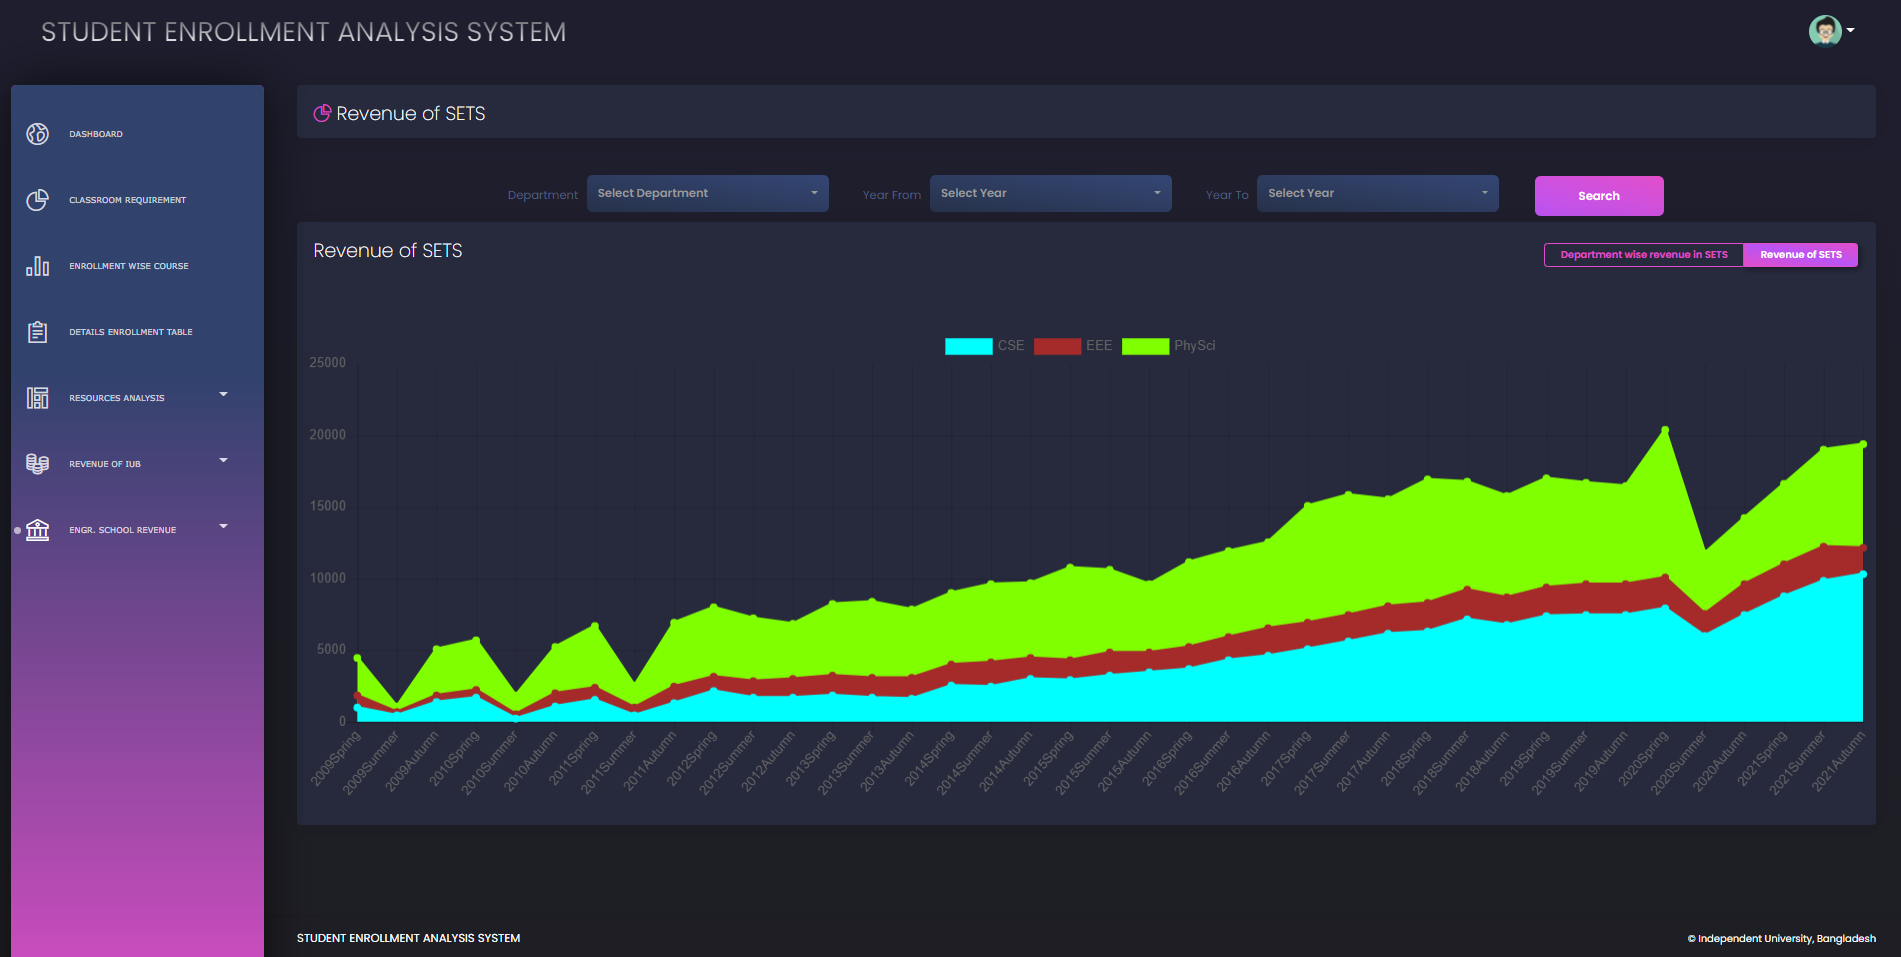 STUDENT ENROLLMENT ANALYSIS SYSTEM
DASHBOARD
CLASSROOM REQUIREMENT
ENROLLMENT WISE COURSE
DETAILS ENROLLMENT TABLE
RESOURCES ANALYSIS
REVENUE OF IUB
ENGR. SCHOOL REVENUE
Revenue of SETS
Department Select Department Year From Select Year Year To Select Year Search
Revenue of SETS
Department wise revenue in SETS Revenue of SETS
CSE EEE PhySci
25000
20000
15000
10000
5000
0
2009Spring 2009Summer 2009Autumn 2010Spring 2010Summer 2010Autumn 2011Spring 2011Summer 2011Autumn 2012Spring 2012Summer 2012Autumn 2013Spring 2013Summer 2013Autumn 2014Spring 2014Summer 2014Autumn 2015Spring 2015Summer 2015Autumn 2016Spring 2016Summer 2016Autumn 2017Spring 2017Summer 2017Autumn 2018Spring 2018Summer 2018Autumn 2019Spring 2019Summer 2019Autumn 2020Spring 2020Summer 2020Autumn 2021Spring 2021Summer 2021Autumn
STUDENT ENROLLMENT ANALYSIS SYSTEM
© Independent University, Bangladesh